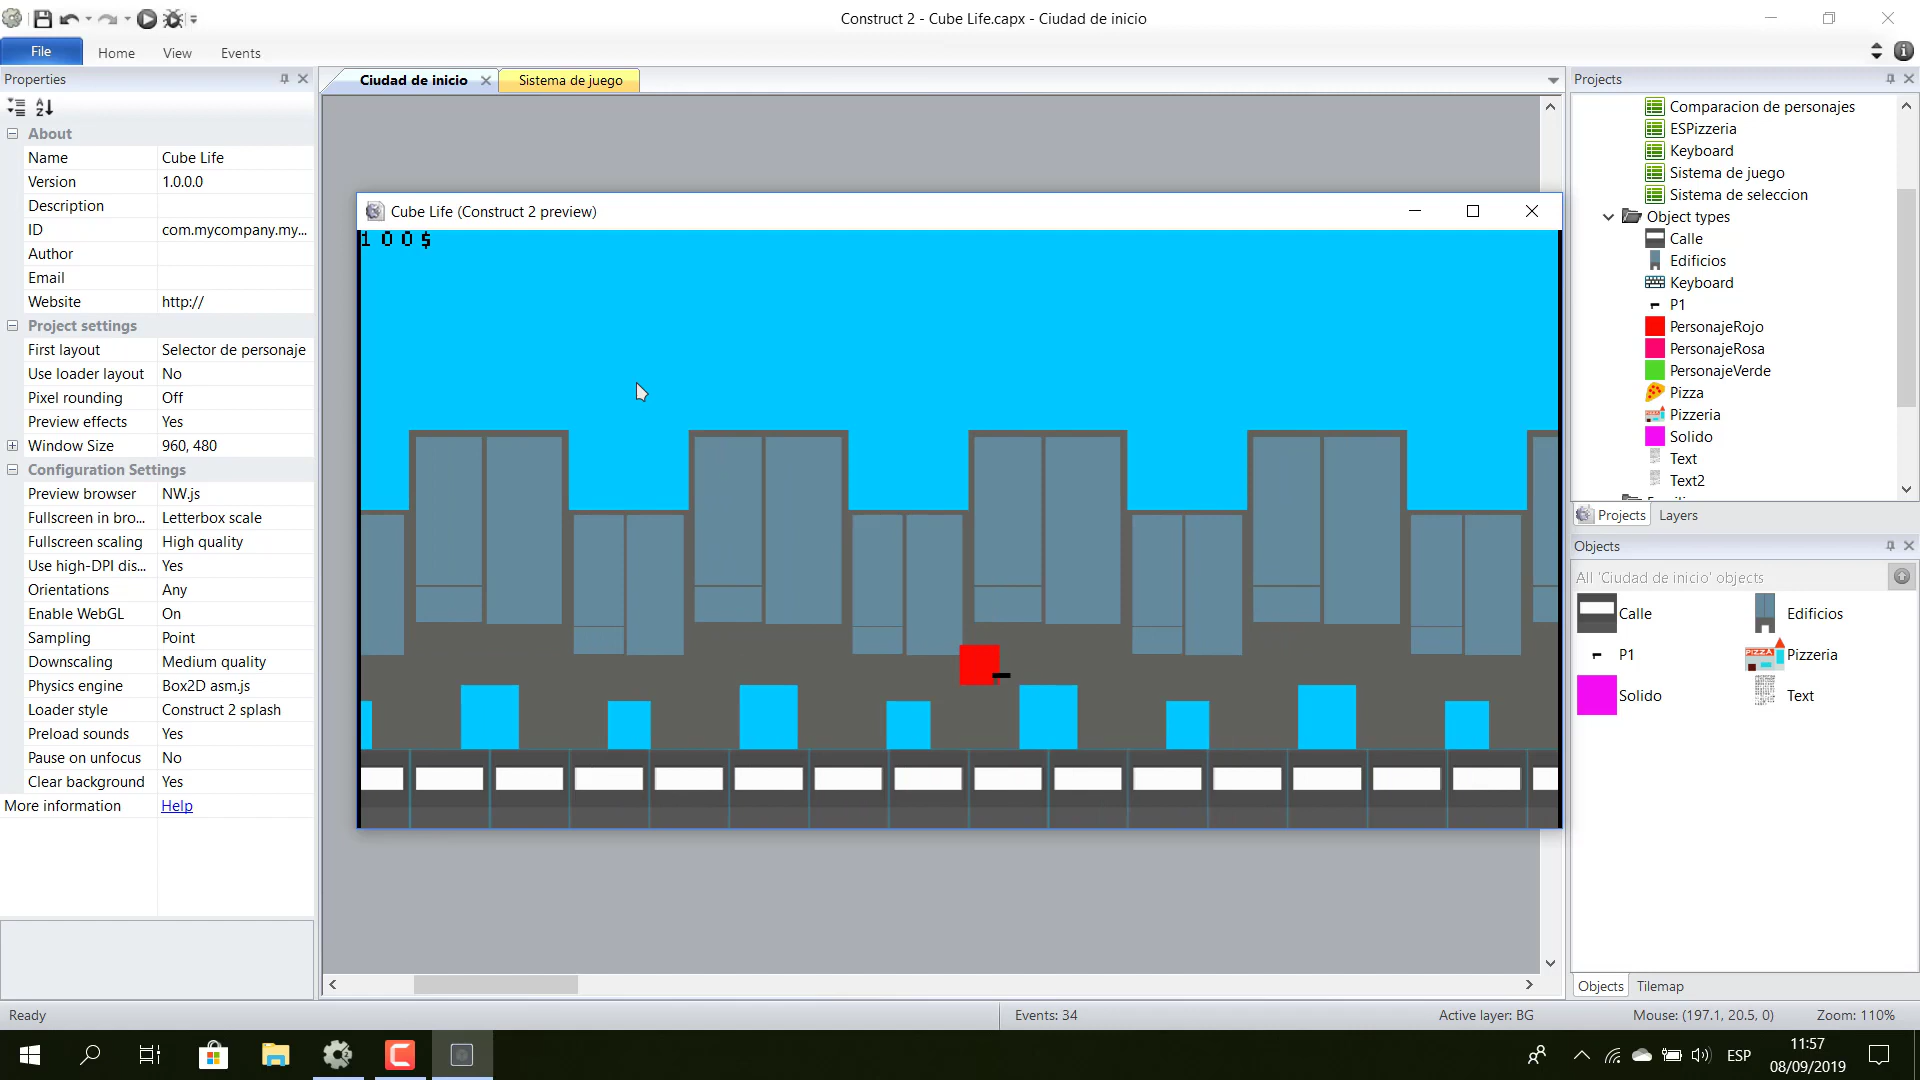 Construct 2 - Cube Life.capx - Ciudad de inicio
File
Home
View
Events
Properties
About
Name Cube Life
Version 1.0.0.0
Description
ID com.mycompany.my...
Author
Email
Website http://
Project settings
First layout Selector de personaje
Use loader layout No
Pixel rounding Off
Preview effects Yes
Window Size 960, 480
Configuration Settings
Preview browser NW.js
Fullscreen in bro... Letterbox scale
Fullscreen scaling High quality
Use high-DPI dis... Yes
Orientations Any
Enable WebGL On
Sampling Point
Downscaling Medium quality
Physics engine Box2D asm.js
Loader style Construct 2 splash
Preload sounds Yes
Pause on unfocus No
Clear background Yes
More information Help
Ciudad de inicio
Sistema de juego
Cube Life (Construct 2 preview)
100$
Projects
Comparacion de personajes
ESPizzeria
Keyboard
Sistema de juego
Sistema de seleccion
Object types
Calle
Edificios
Keyboard
P1
PersonajeRojo
PersonajeRosa
PersonajeVerde
Pizza
Pizzeria
Solido
Text
Text2
Projects
Layers
Objects
All 'Ciudad de inicio' objects
Calle
Edificios
P1
PIZZA
Pizzeria
Solido
Text
Objects
Tilemap
Ready
Events: 34
Active layer: BG
Mouse: (197.1, 20.5, 0)
Zoom: 110%
ESP
11:57
08/09/2019